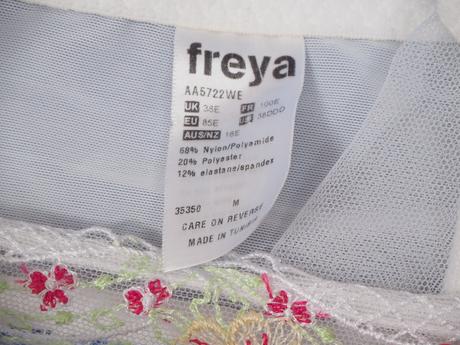 freya
AA5722WE
UK 38E FR 100E
EU 85E US 38DDD
AUS/NZ 16E
68% Nylon/Polyamide
20% Polyester
12% elastane/spandex
35350 M
CARE ON REVERSE
MADE IN TUNISIA